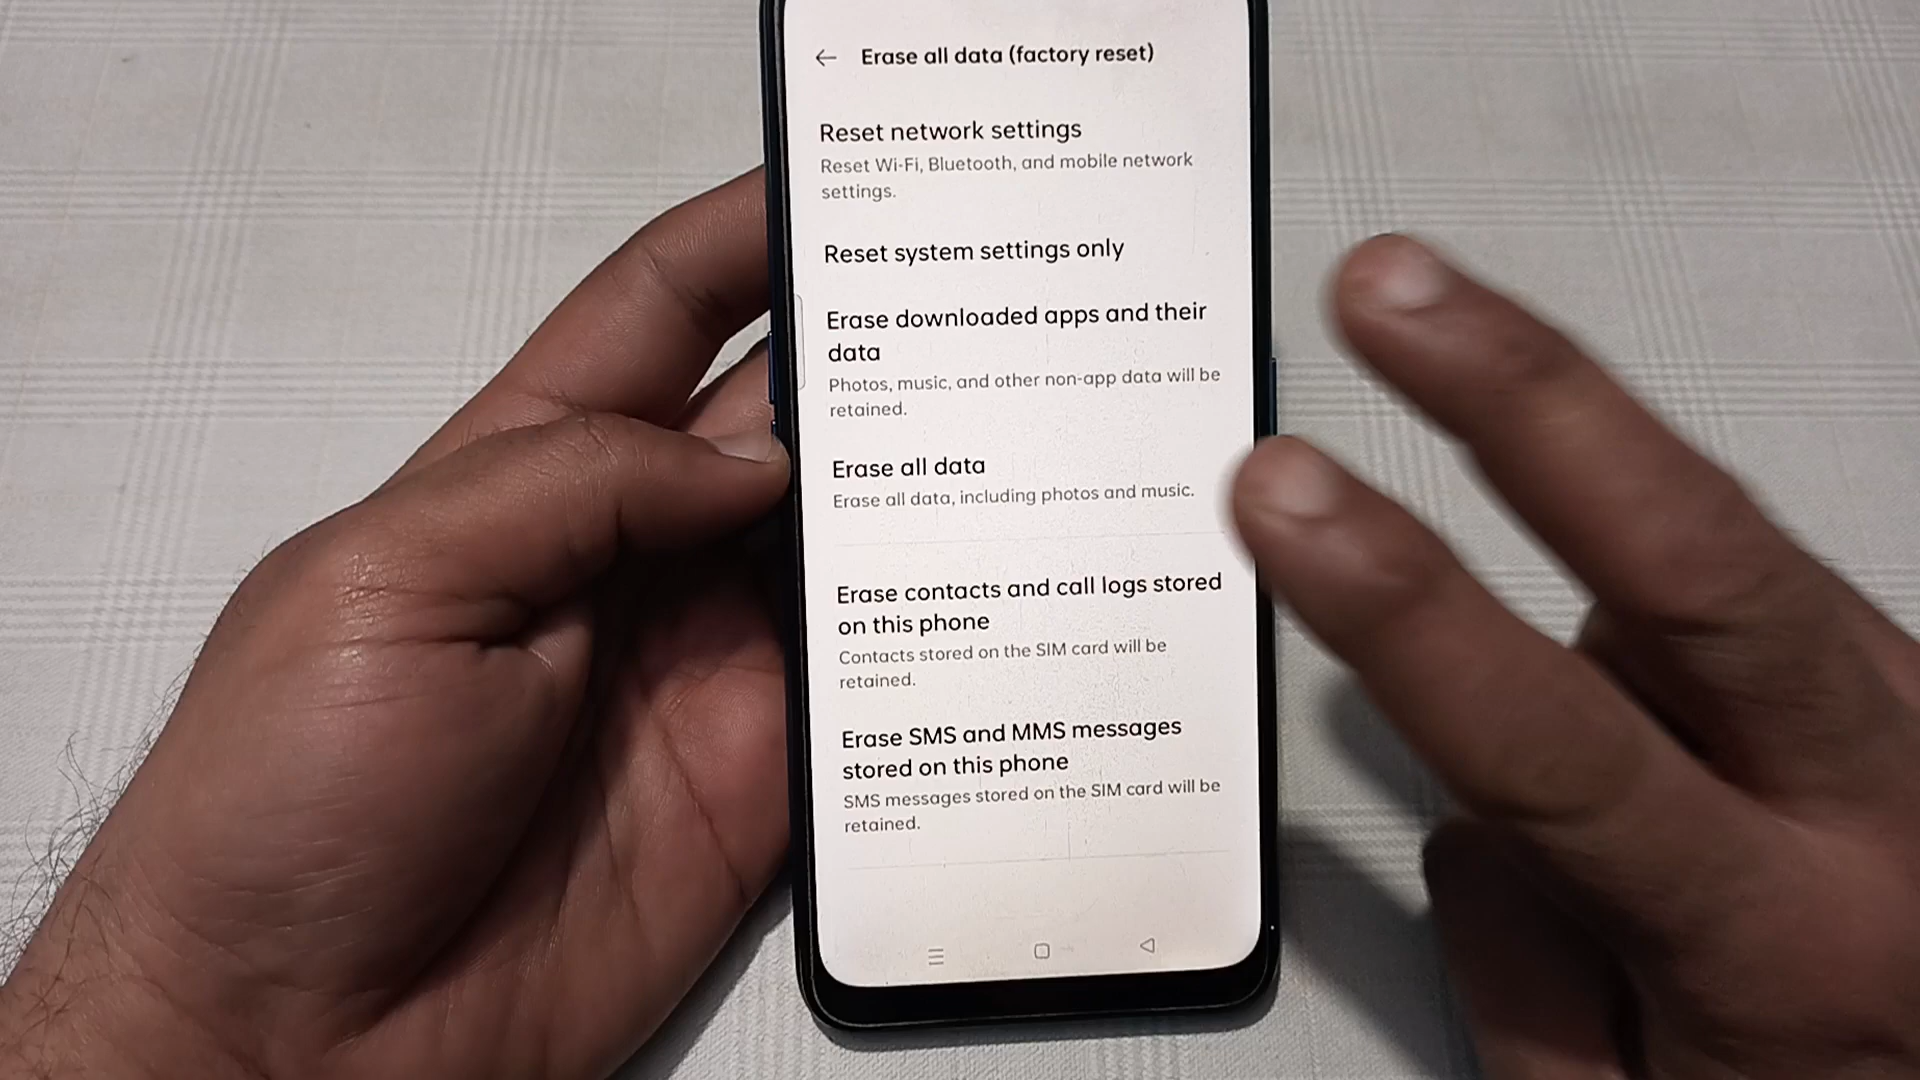 Erase all data (factory reset)
Reset network settings
Reset Wi-Fi, Bluetooth, and mobile network
settings.
Reset system settings only
Erase downloaded apps and their
data
Photos, music, and other non-app data will be
retained.
Erase all data
Erase all data, including photos and music.
Erase contacts and call logs stored
on this phone
Contacts stored on the SIM card will be
retained.
Erase SMS and MMS messages
stored on this phone
SMS messages stored on the SIM card will be
retained.